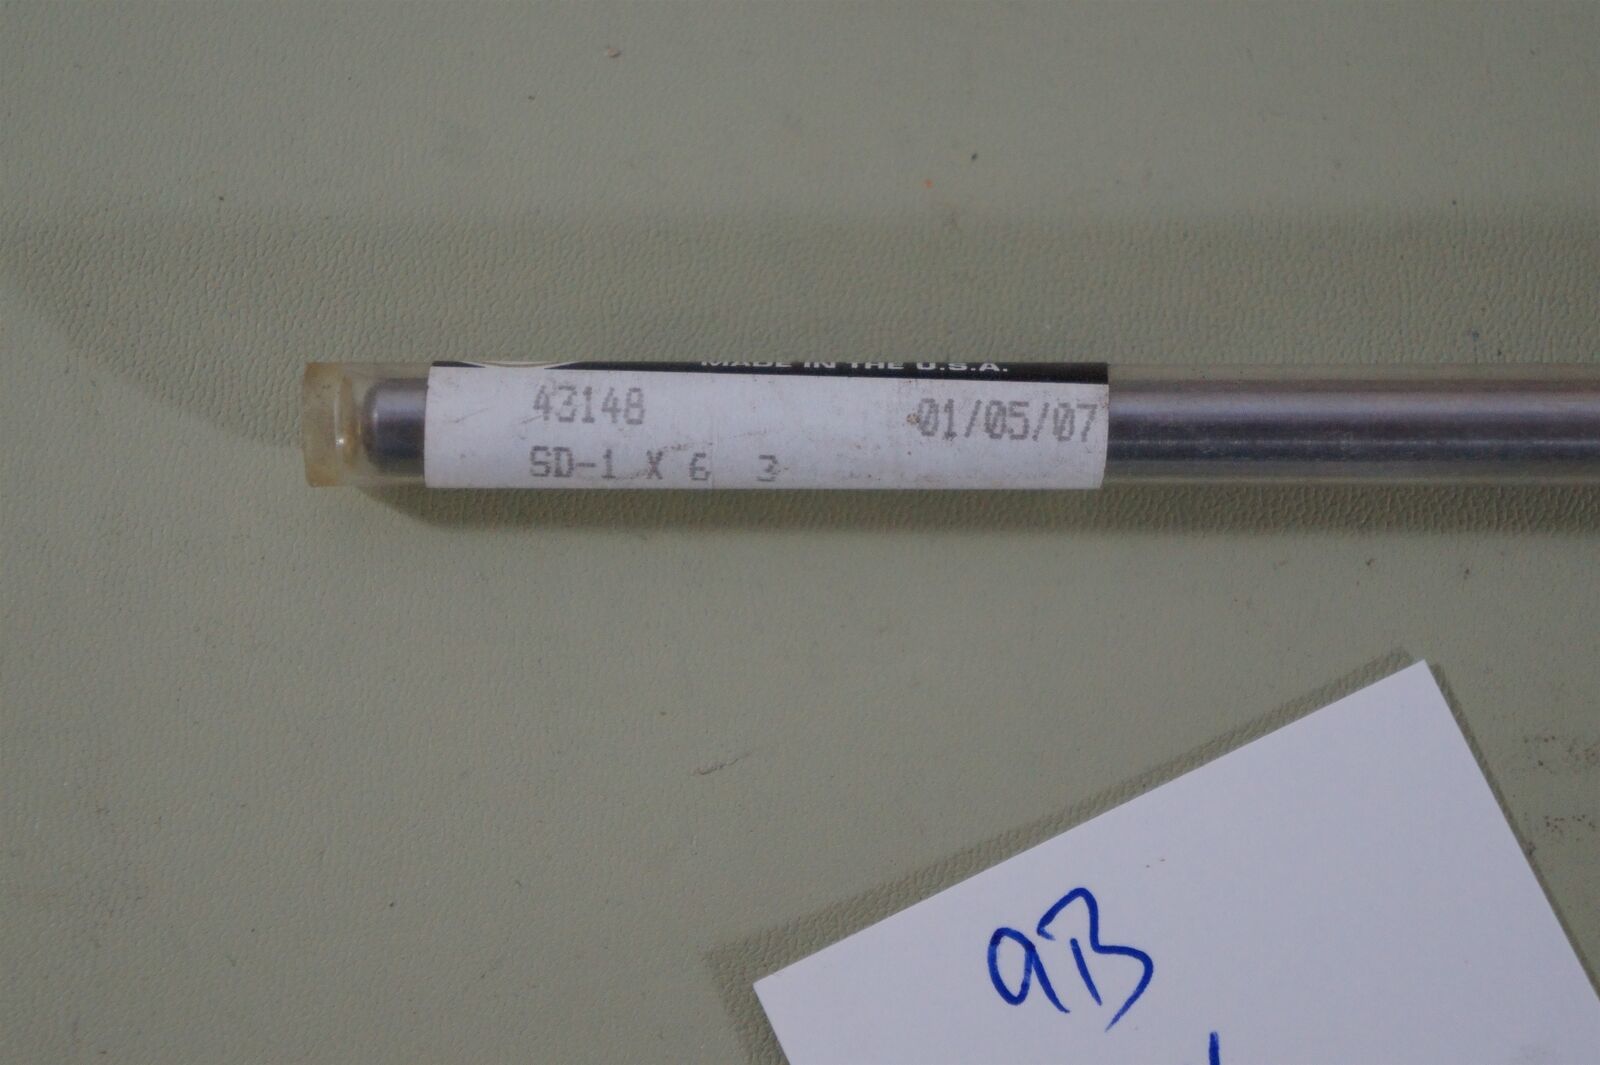 MADE IN THE U.S.A.
43148 01/05/07
SD-1 X 6 3
9B